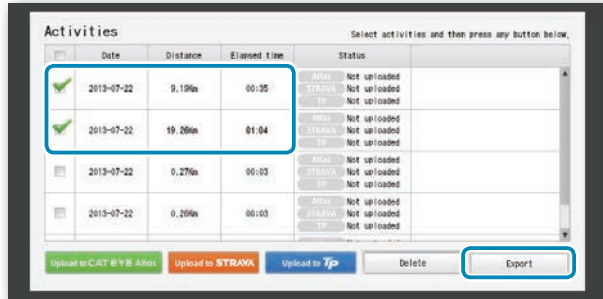 Activities
Select activities and then press any button below.
Date Distance Elapsed time Status
2013-07-22 9.19Km 00:35
Atlas Not uploaded
STRAVA Not uploaded
TP Not uploaded
2013-07-22 19.26Km 01:04
Atlas Not uploaded
STRAVA Not uploaded
TP Not uploaded
2013-07-22 0.27Km 00:03
Atlas Not uploaded
STRAVA Not uploaded
TP Not uploaded
2013-07-22 0.26Km 00:03
Atlas Not uploaded
STRAVA Not uploaded
TP Not uploaded
Upload to CAT EYE Atlas Upload to STRAVA Upload to Tp Delete Export